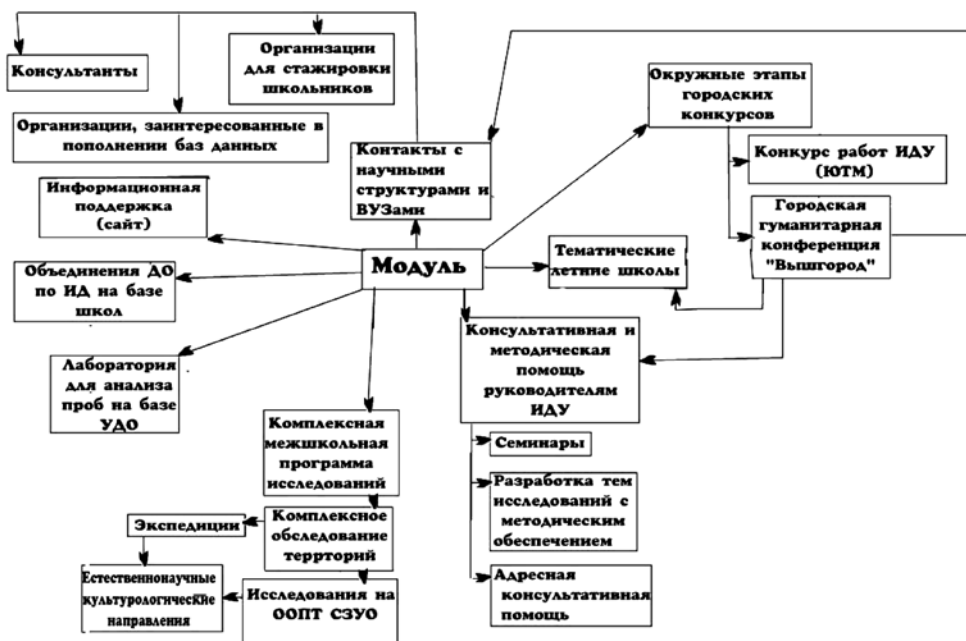 Консультанты
Организации
для стажировки
школьников
Организации, заинтересованные в
пополнении баз данных
Окружные этапы
городских
конкурсов
Контакты с
научными
структурами и
ВУЗами
Конкурс работ ИДУ
(ЮТМ)
Информационная
поддержка
(сайт)
Городская
гуманитарная
конференция
"Вышгород"
Модуль
Тематические
летние школы
Объединения ДО
по ИД на базе
школ
Консультативная и
методическая
помощь
руководителям
ИДУ
Лаборатория
для анализа
проб на базе
УДО
Комплексная
межшкольная
программа
исследований
Семинары
Разработка тем
исследований с
методическим
обеспечением
Комплексное
обследование
террторий
Экспедиции
Естественнонаучные
культурологические
направления
Исследования на
ООПТ СЗУО
Адресная
консультативная
помощь